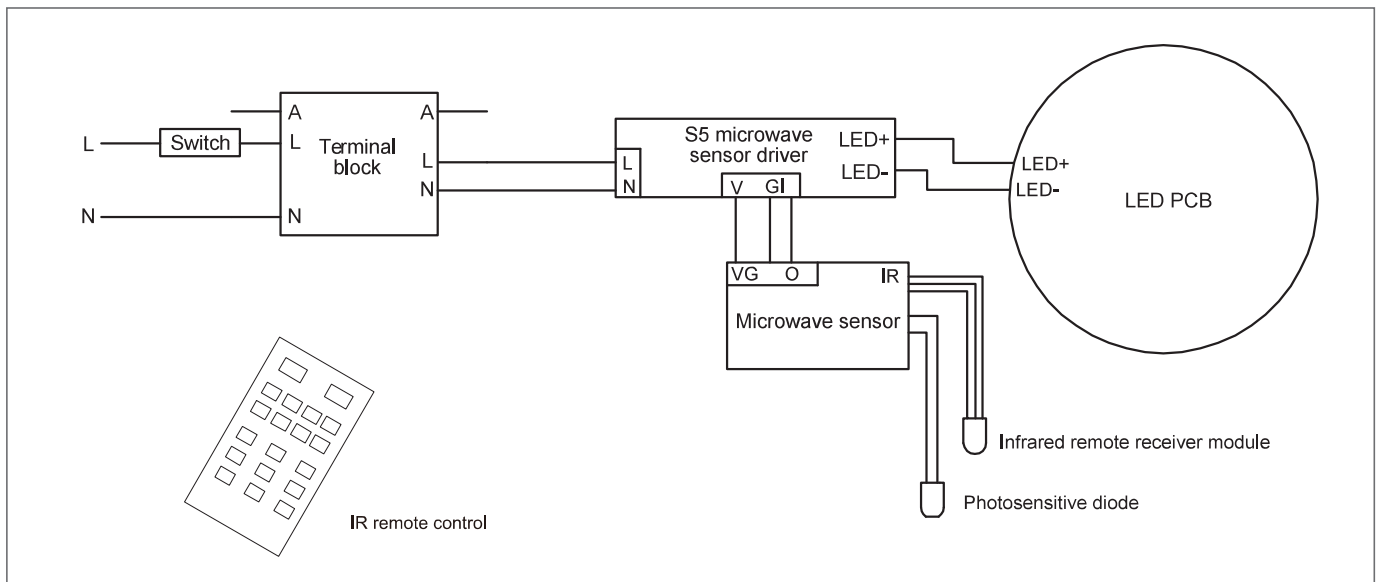 L
Switch
N
A
L
N
Terminal
block
A
L
N
L
N
S5 microwave
sensor driver
V GI
LED+
LED-
LED+
LED-
LED PCB
VG O
IR
Microwave sensor
Infrared remote receiver module
Photosensitive diode
IR remote control